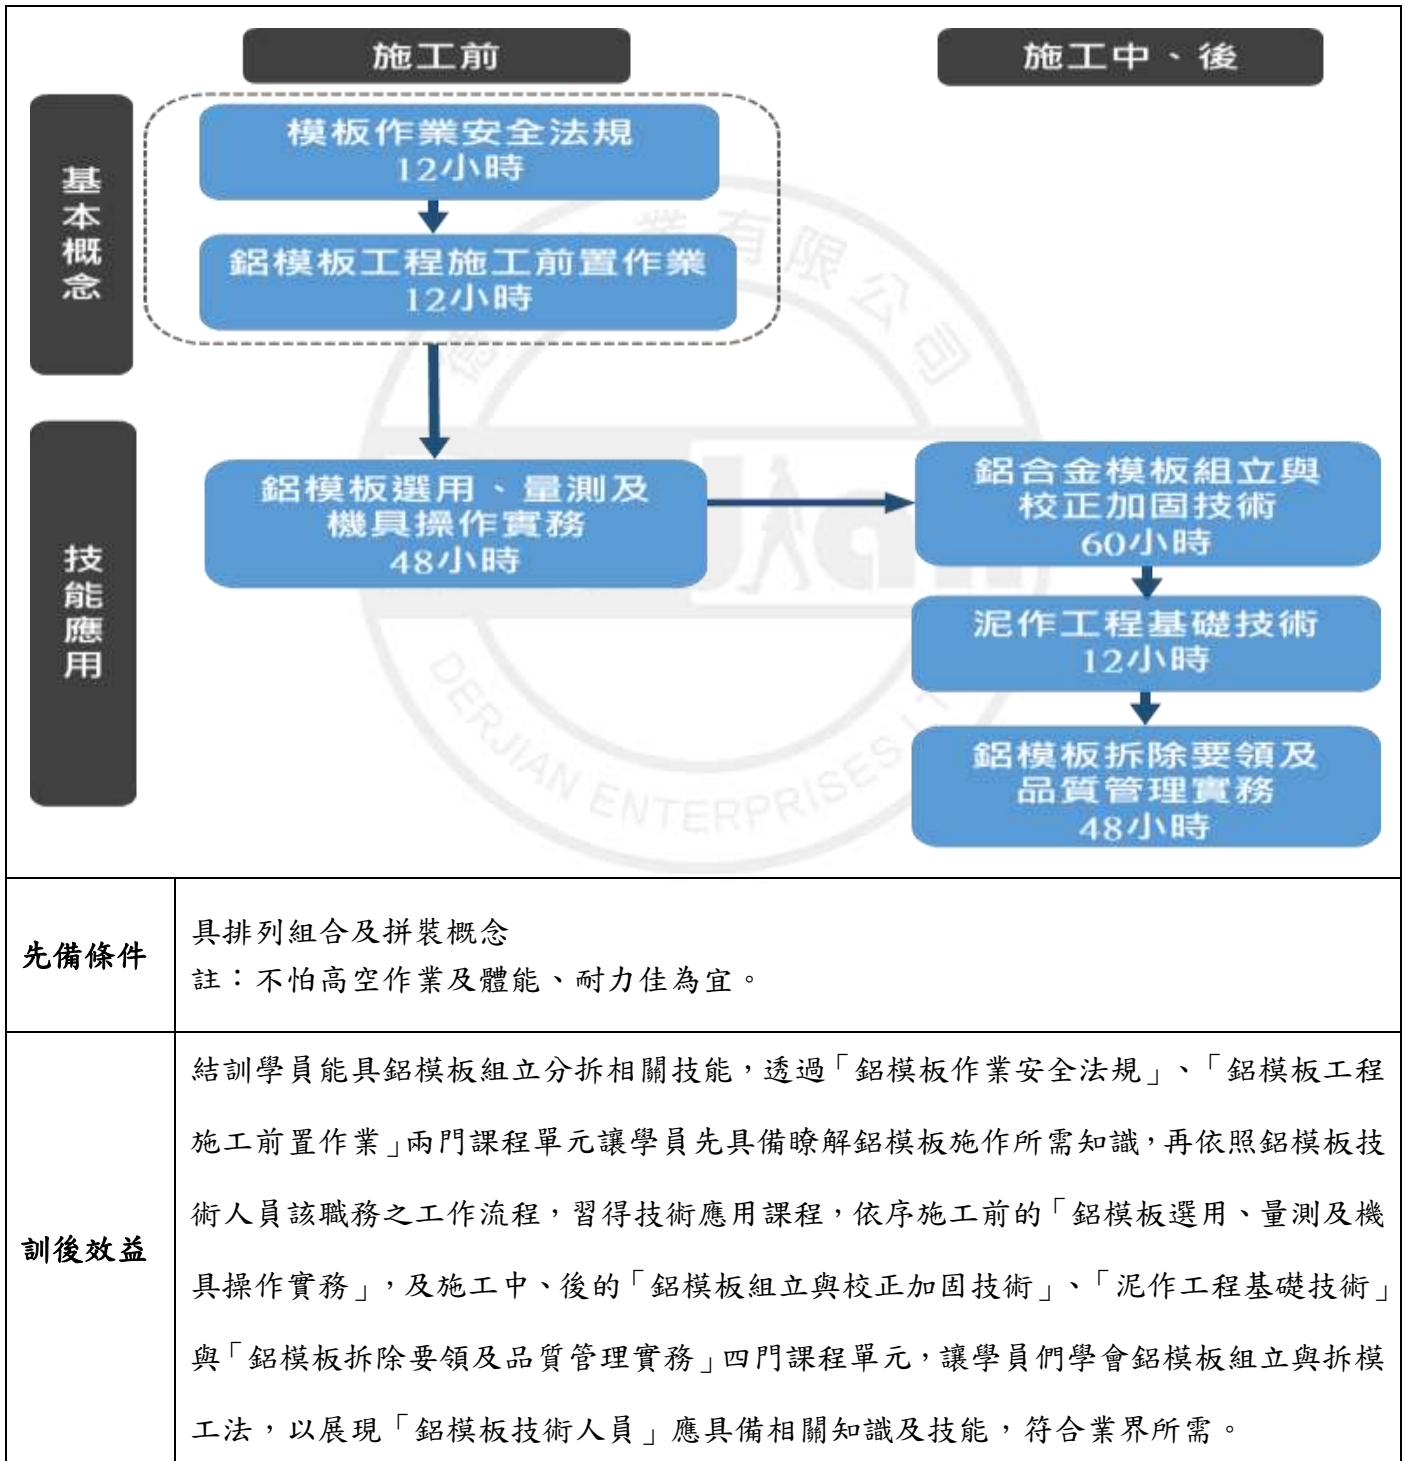 施工前
施工中、後
基本概念
模板作業安全法規
12小時
鋁模板工程施工前置作業
12小時
技能應用
鋁模板選用、量測及
機具操作實務
48小時
鋁合金模板組立與
校正加固技術
60小時
泥作工程基礎技術
12小時
鋁模板拆除要領及
品質管理實務
48小時
業有限公司
DERJIAN ENTERPRISES
先備條件
具排列組合及拼裝概念
註：不怕高空作業及體能、耐力佳為宜。
訓後效益
結訓學員能具鋁模板組立分拆相關技能，透過「鋁模板作業安全法規」、「鋁模板工程
施工前置作業」兩門課程單元讓學員先具備瞭解鋁模板施作所需知識，再依照鋁模板技
術人員該職務之工作流程，習得技術應用課程，依序施工前的「鋁模板選用、量測及機
具操作實務」，及施工中、後的「鋁模板組立與校正加固技術」、「泥作工程基礎技術」
與「鋁模板拆除要領及品質管理實務」四門課程單元，讓學員們學會鋁模板組立與拆模
工法，以展現「鋁模板技術人員」應具備相關知識及技能，符合業界所需。